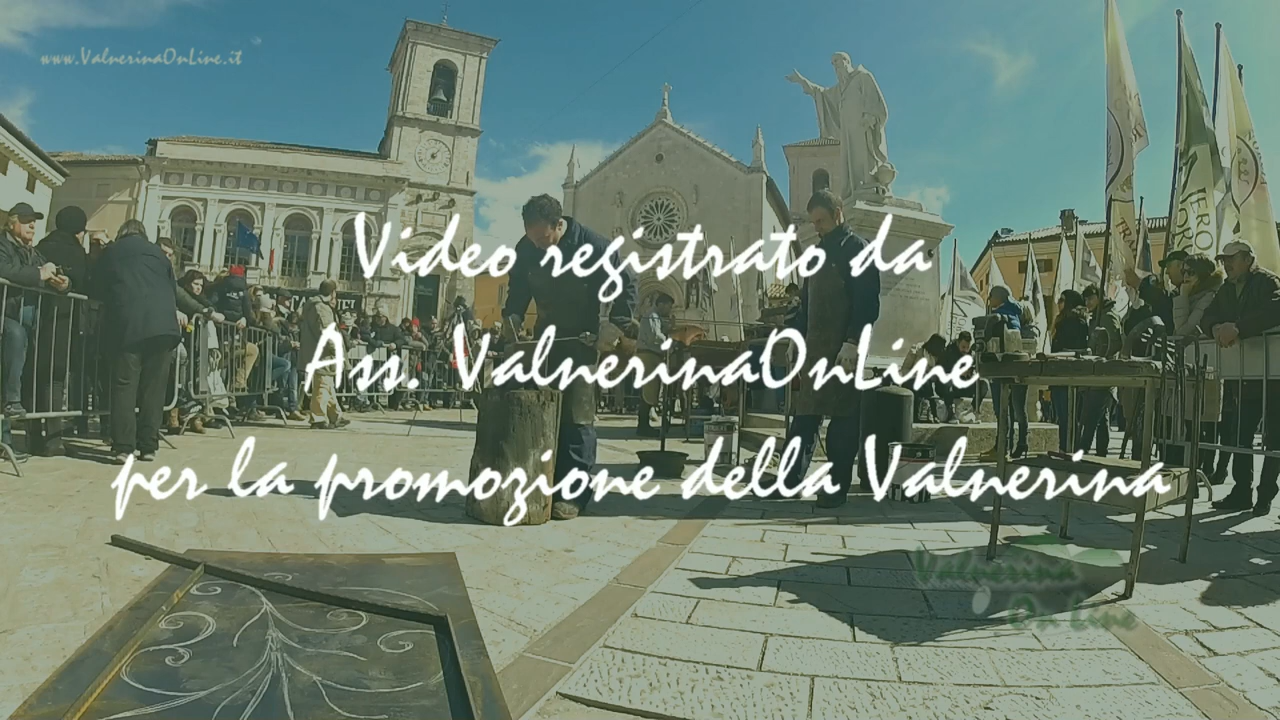 www.ValnerinaOnLine.it
Video registrato da
Ass. ValnerinaOnLine
per la promozione della Valnerina
Valnerina
On Line